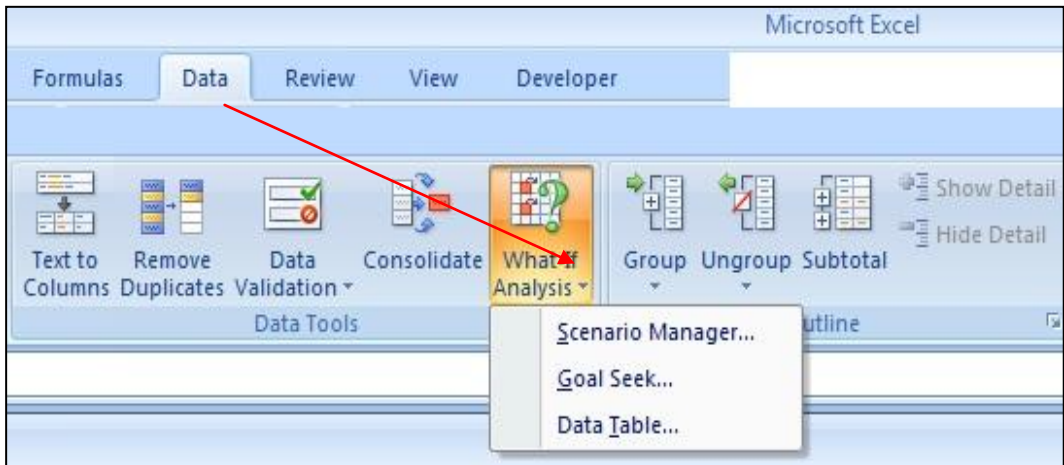 Microsoft Excel
Formulas Data Review View Developer
Show Detail
Hide Detail
Text to Remove Data Consolidate What-If Group Ungroup Subtotal
Columns Duplicates Validation Analysis
Data Tools utline
Scenario Manager...
Goal Seek...
Data Table...